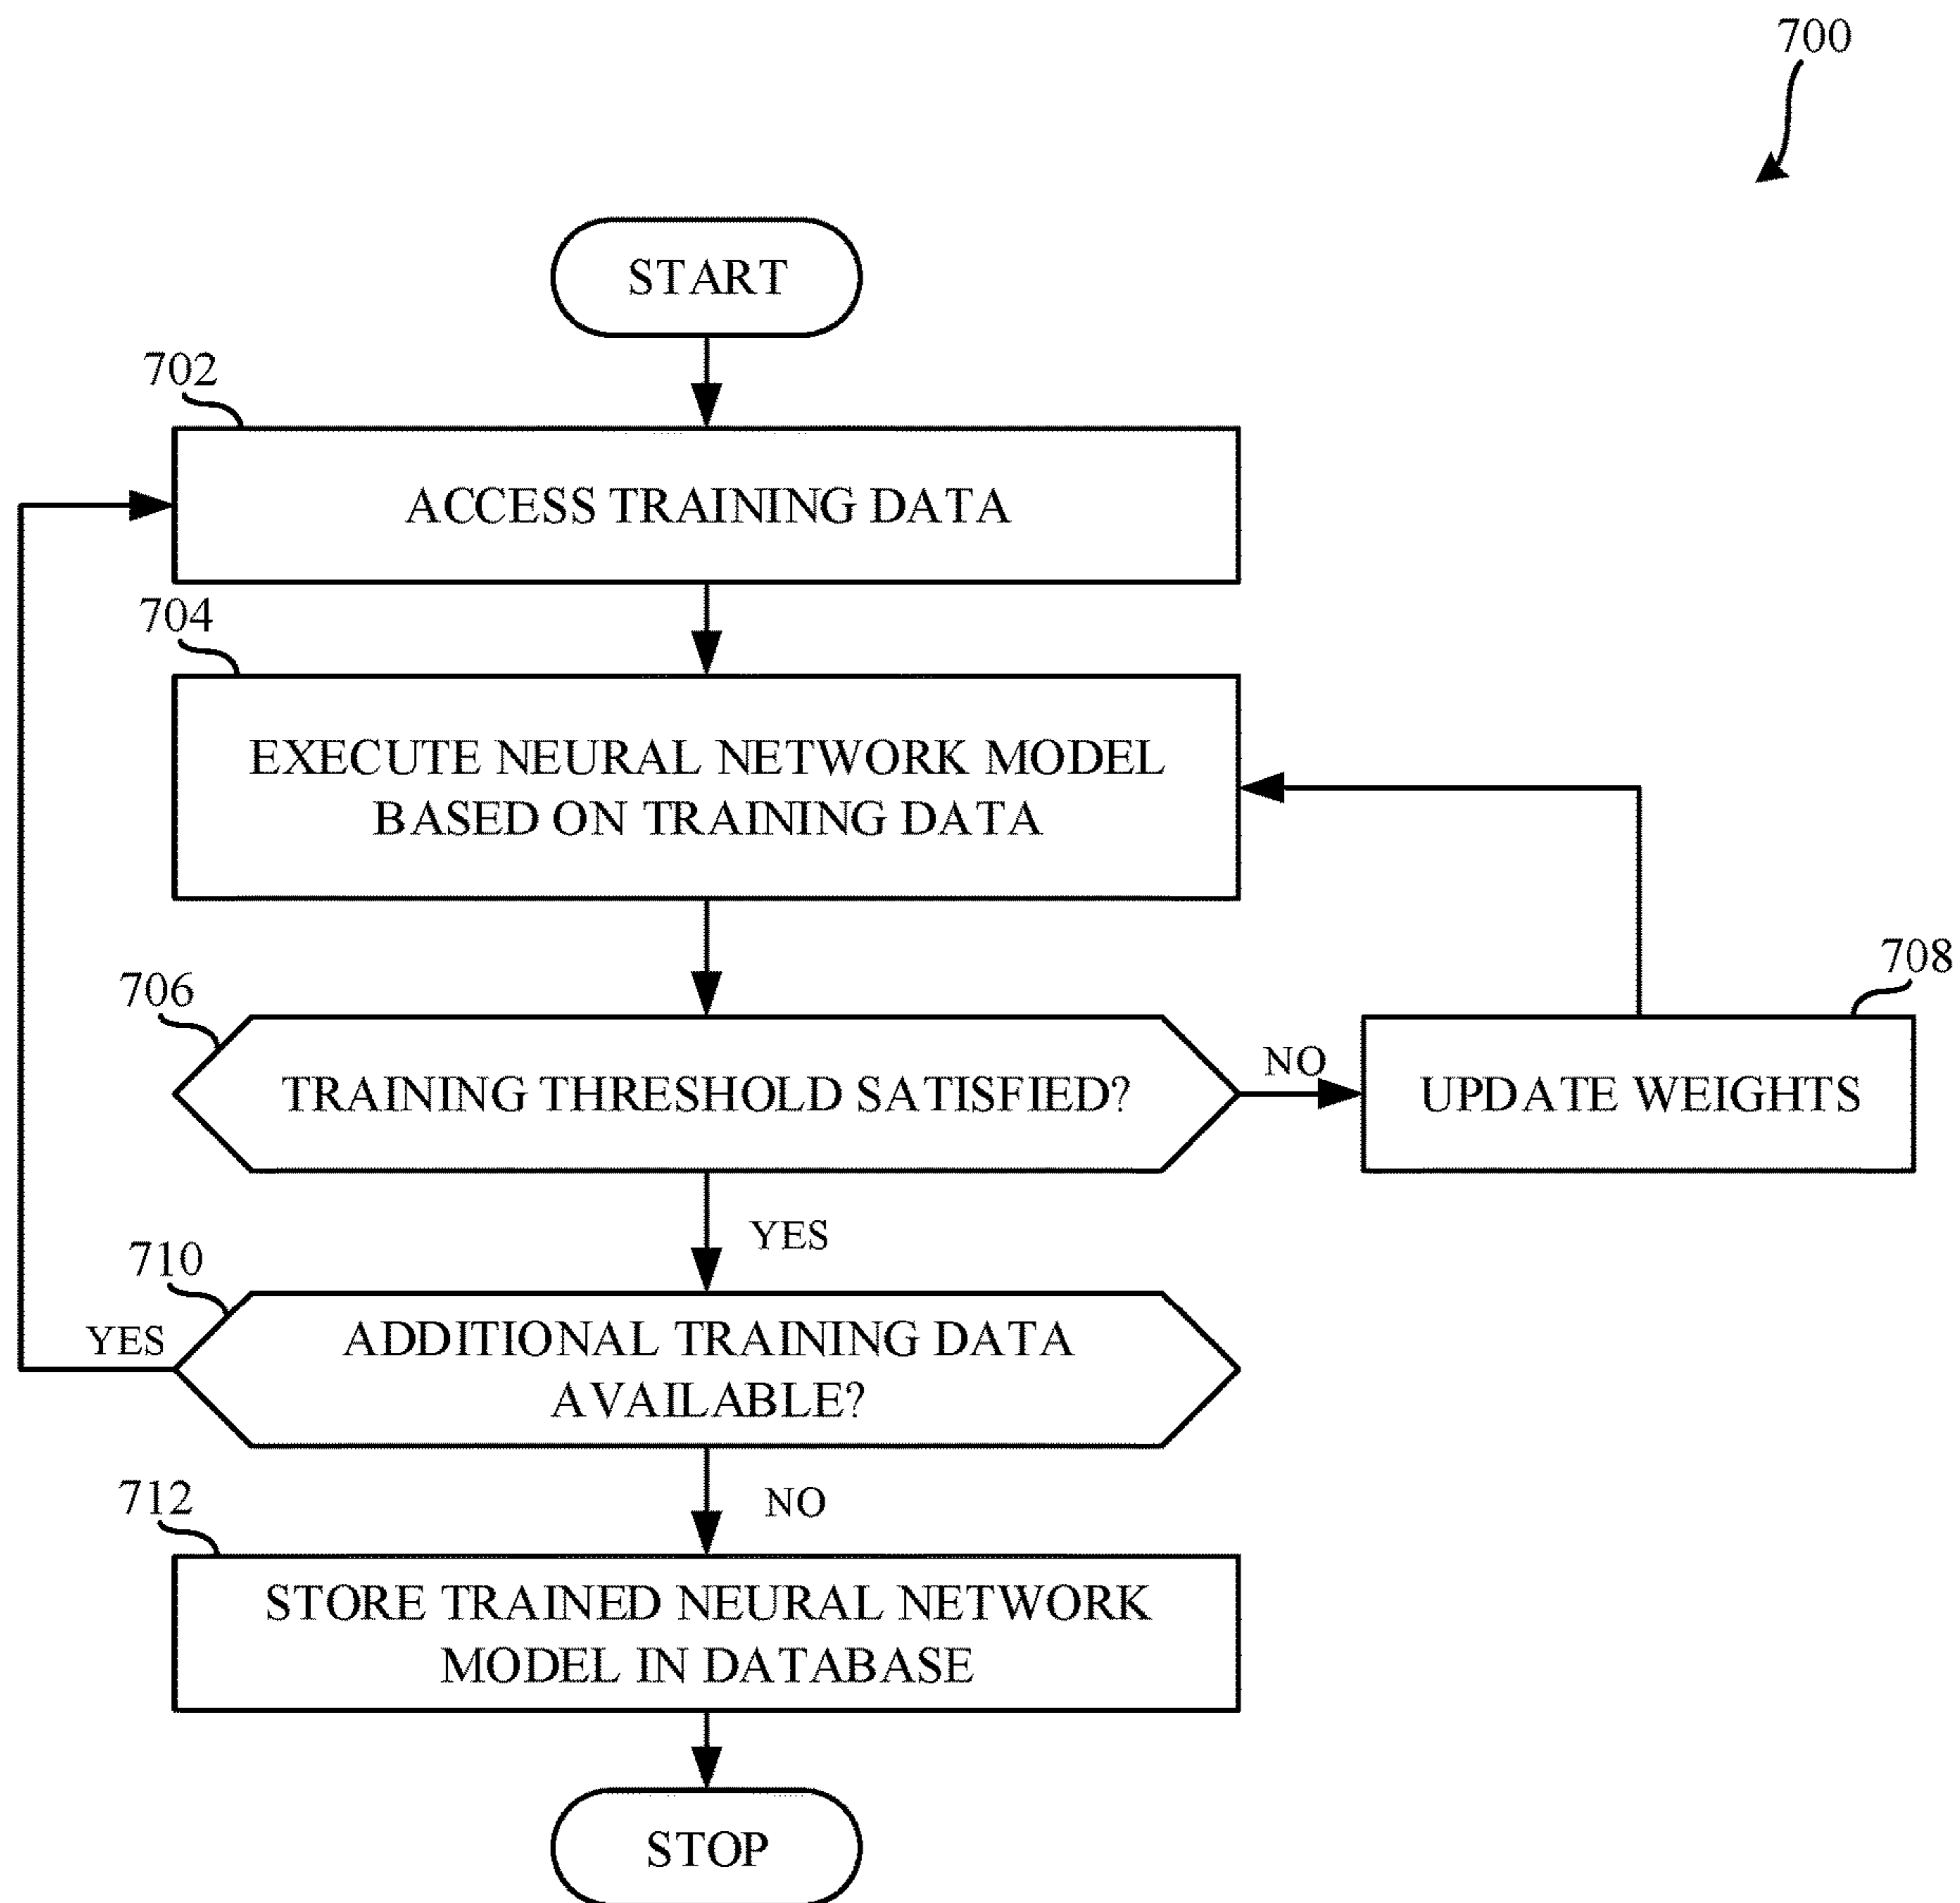 700
START
702
ACCESS TRAINING DATA
704
EXECUTE NEURAL NETWORK MODEL
BASED ON TRAINING DATA
706
TRAINING THRESHOLD SATISFIED?
NO
708
UPDATE WEIGHTS
YES
710
YES
ADDITIONAL TRAINING DATA
AVAILABLE?
NO
712
STORE TRAINED NEURAL NETWORK
MODEL IN DATABASE
STOP